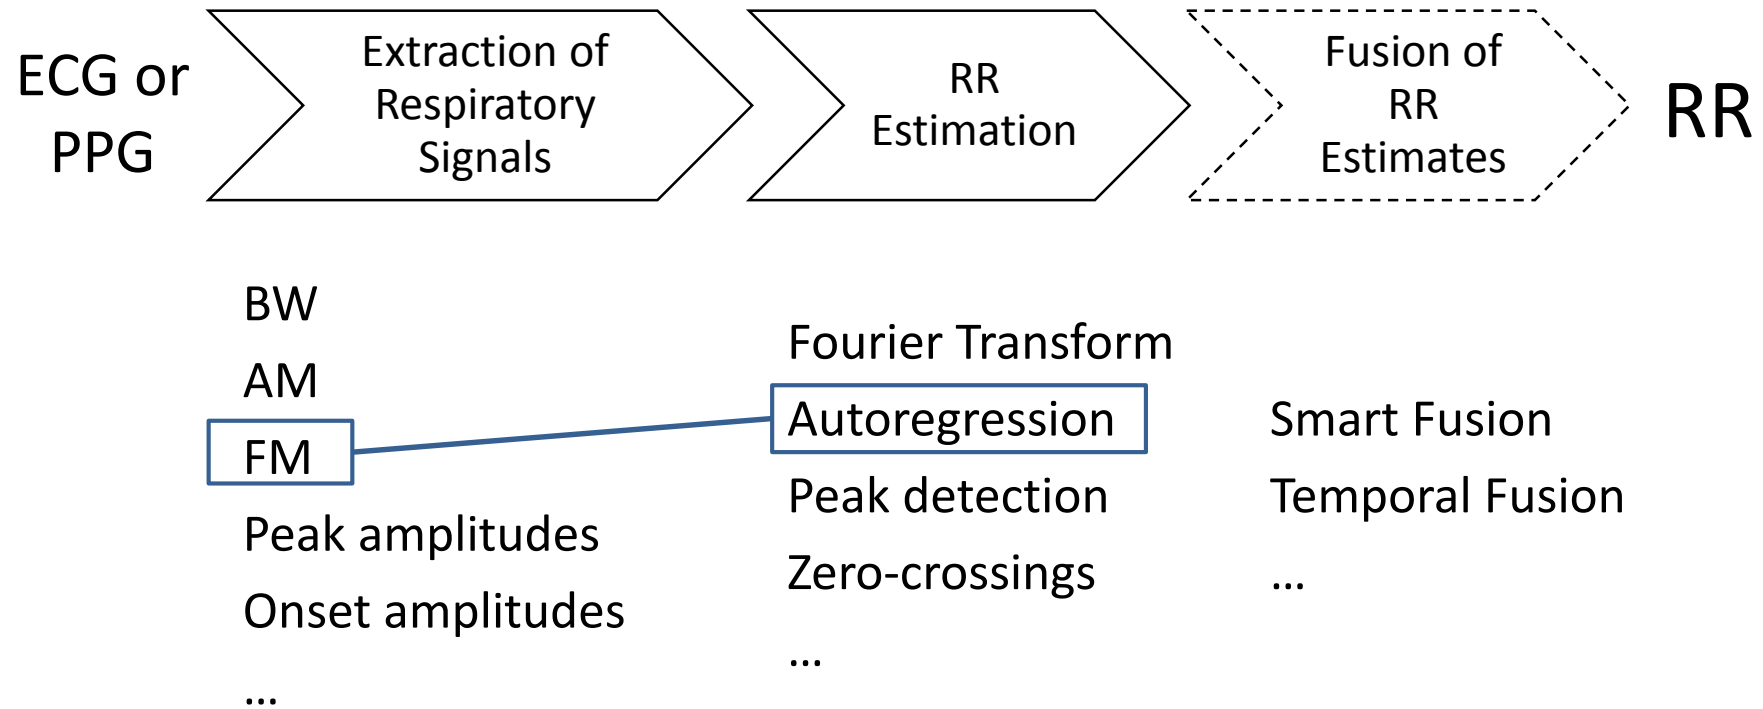 ECG or
PPG
Extraction of
Respiratory
Signals
RR
Estimation
Fusion of
RR
Estimates
RR
BW
AM
FM
Peak amplitudes
Onset amplitudes
...
Fourier Transform
Autoregression
Peak detection
Zero-crossings
...
Smart Fusion
Temporal Fusion
...